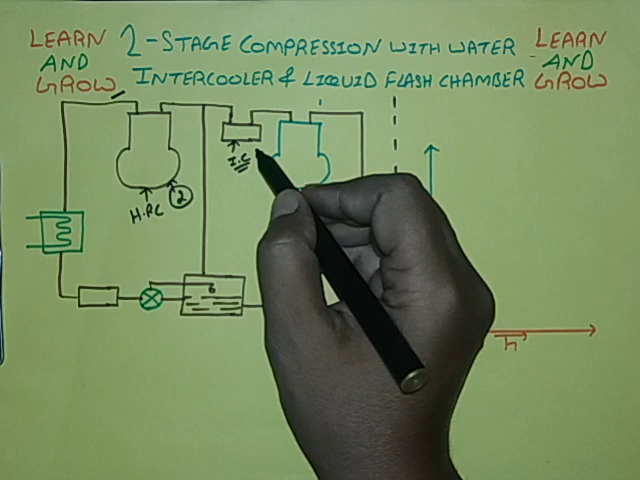 LEARN AND GROW
2-STAGE COMPRESSION WITH WATER
INTERCOOLER & LIQUID FLASH CHAMBER
LEARN AND GROW
I.C
H.P.C
2
6
h